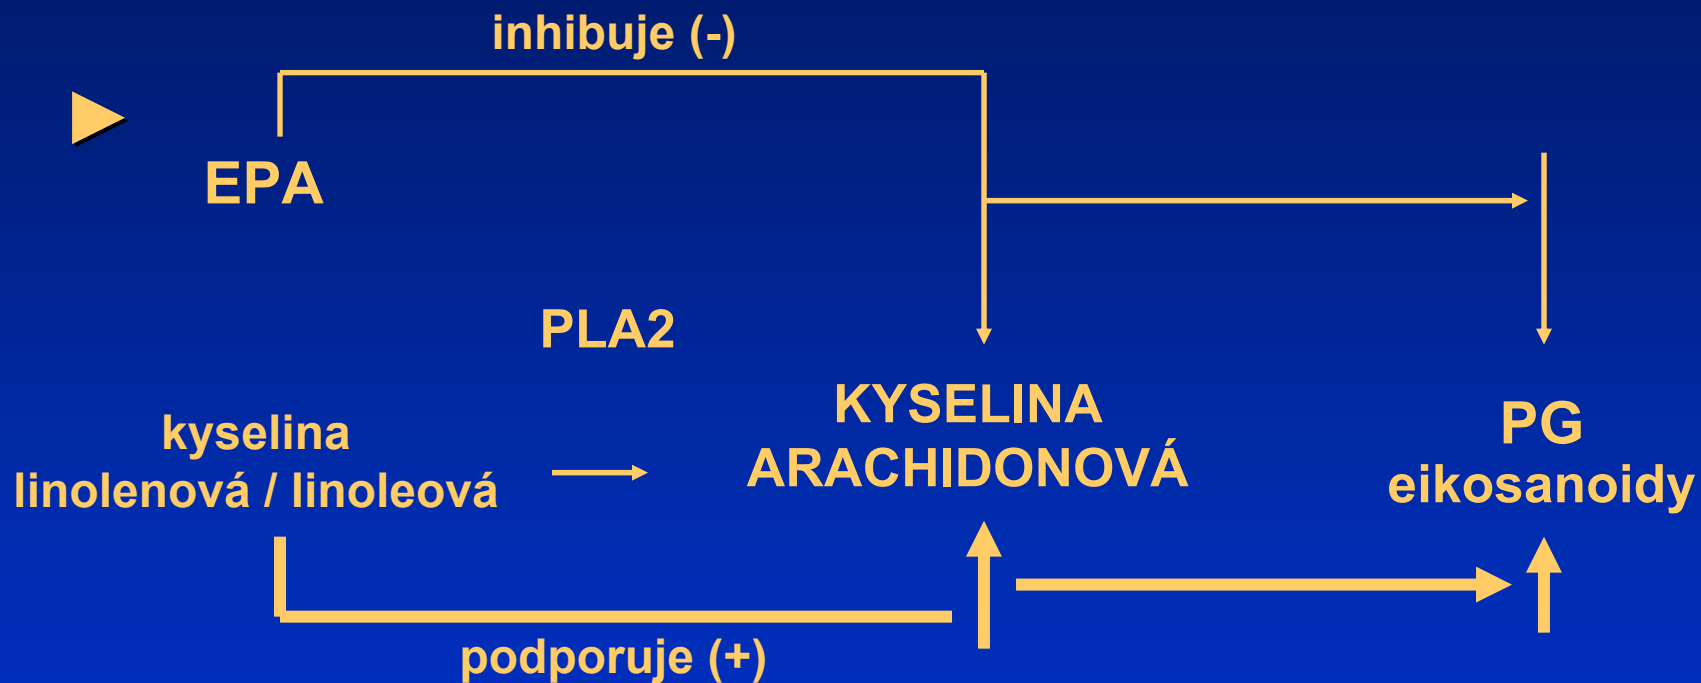 inhibuje (-)
EPA
PLA2
kyselina
linolenová / linoleová
KYSELINA
ARACHIDONOVÁ
PG
eikosanoidy
podporuje (+)